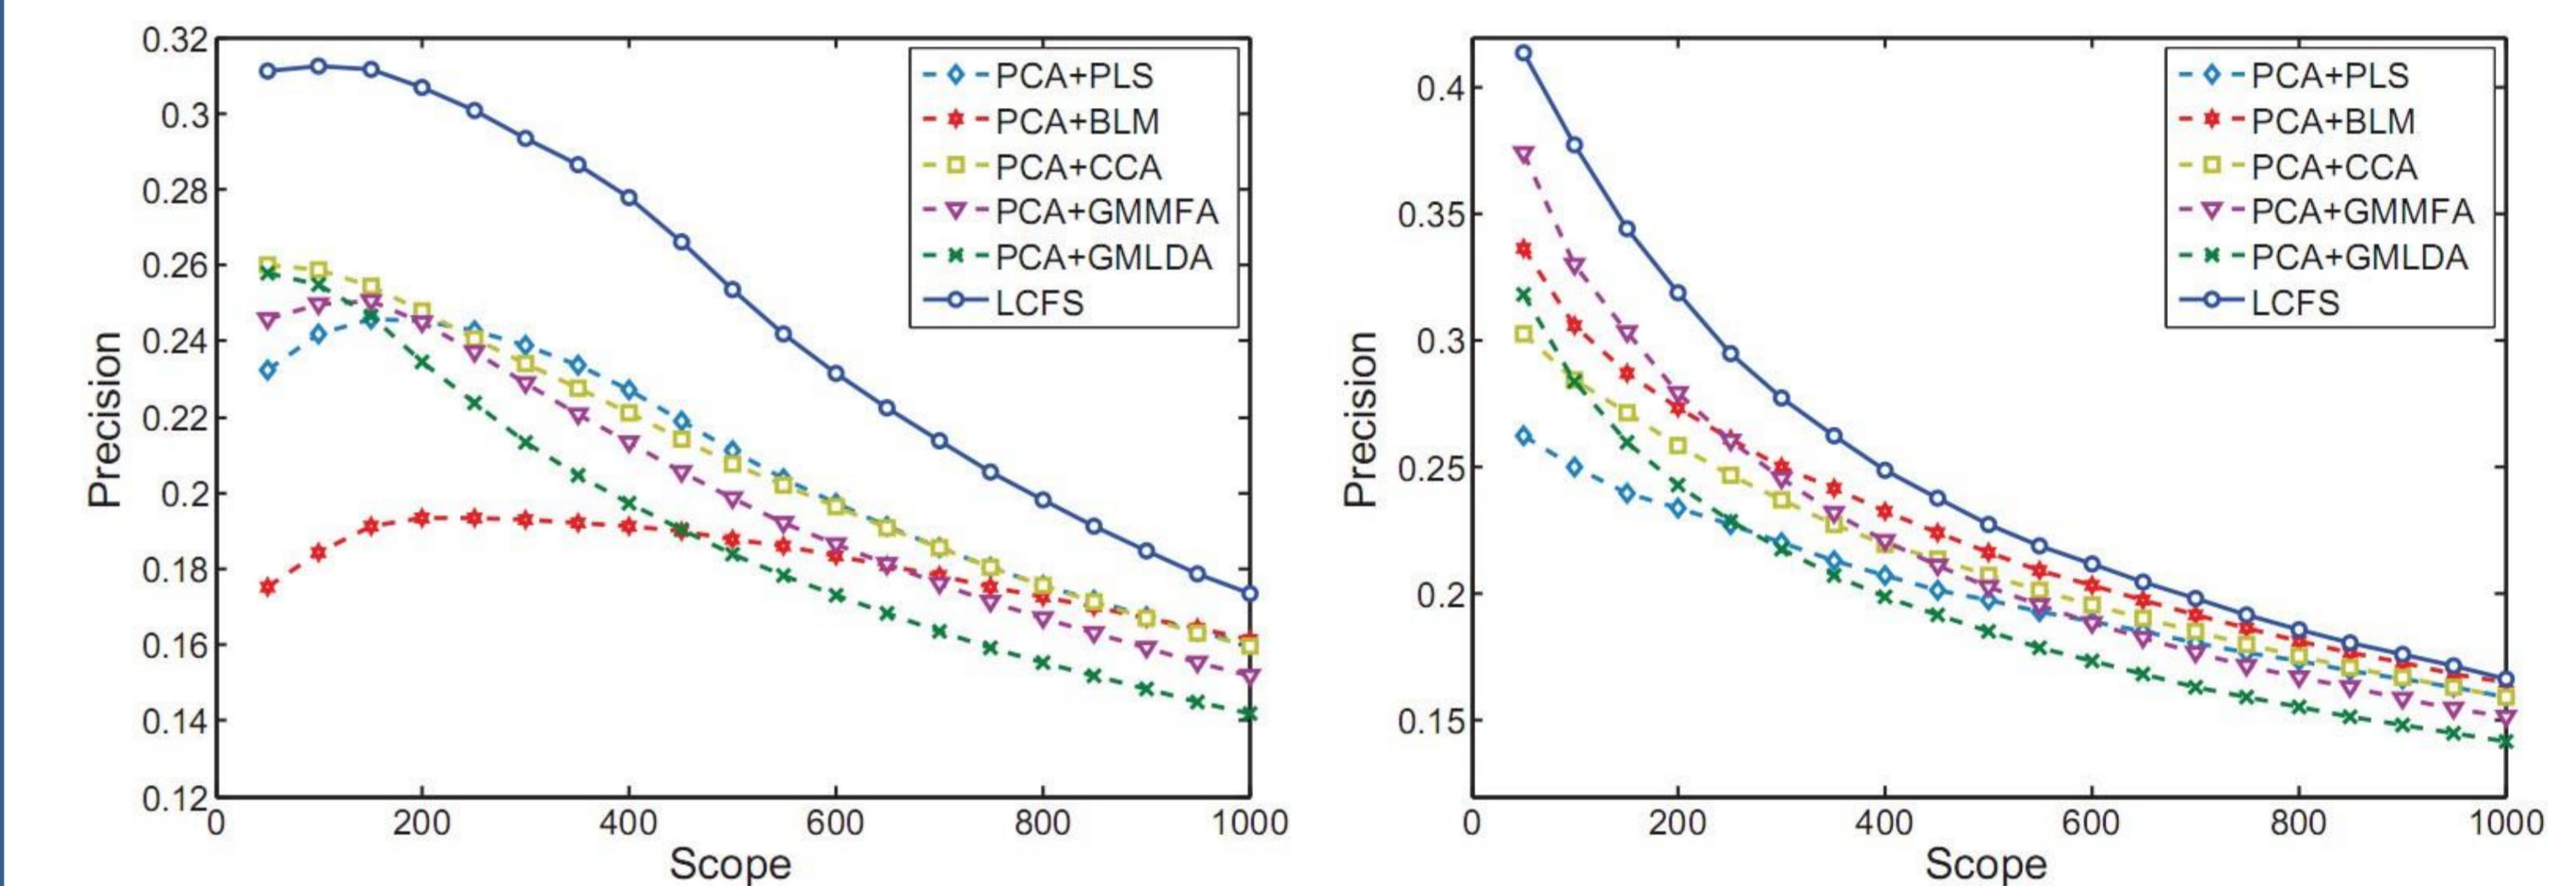 0.32
0.3
0.28
0.26
0.24
0.22
0.2
0.18
0.16
0.14
0.12
Precision
0 200 400 600 800 1000
Scope
PCA+PLS
PCA+BLM
PCA+CCA
PCA+GMMFA
PCA+GMLDA
LCFS
0.4
0.35
0.3
0.25
0.2
0.15
Precision
0 200 400 600 800 1000
Scope
PCA+PLS
PCA+BLM
PCA+CCA
PCA+GMMFA
PCA+GMLDA
LCFS